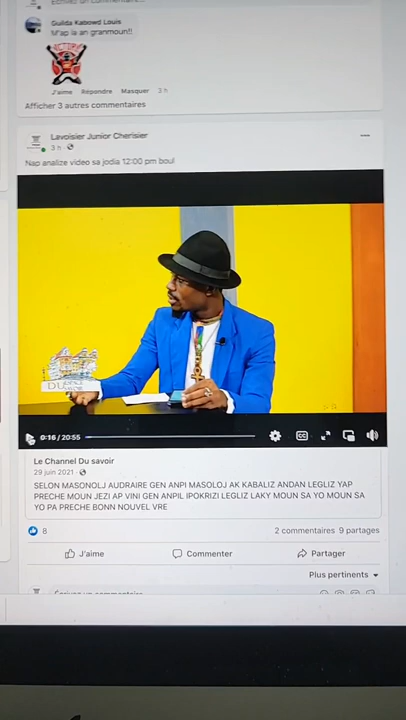 Guilda Kabowd Louis
M'ap la an granmoun!!
J'aime Répondre Masquer 3 h
Afficher 3 autres commentaires
Lavoisier Junior Cherisier
3 h
Nap analize video sa jodia 12:00 pm boul
0:16 / 20:55
CC
Le Channel Du savoir
29 juin 2021
SELON MASONOLJ AUDRAIRE GEN ANPI MASOLOJ AK KABALIZ ANDAN LEGLIZ YAP
PRECHE MOUN JEZI AP VINI GEN ANPIL IPOKRIZI LEGLIZ LAKY MOUN SA YO MOUN SA
YO PA PRECHE BONN NOUVEL VRE
8
2 commentaires 9 partages
J'aime Commenter Partager
Plus pertinents